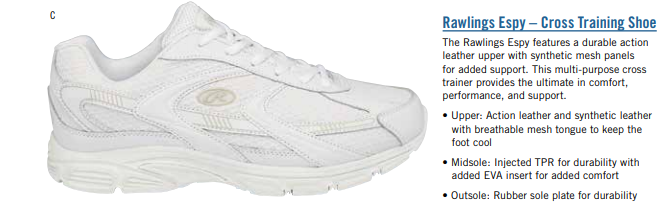 C
Rawlings Espy – Cross Training Shoe
The Rawlings Espy features a durable action
leather upper with synthetic mesh panels
for added support. This multi-purpose cross
trainer provides the ultimate in comfort,
performance, and support.
• Upper: Action leather and synthetic leather
with breathable mesh tongue to keep the
foot cool
• Midsole: Injected TPR for durability with
added EVA insert for added comfort
• Outsole: Rubber sole plate for durability
R